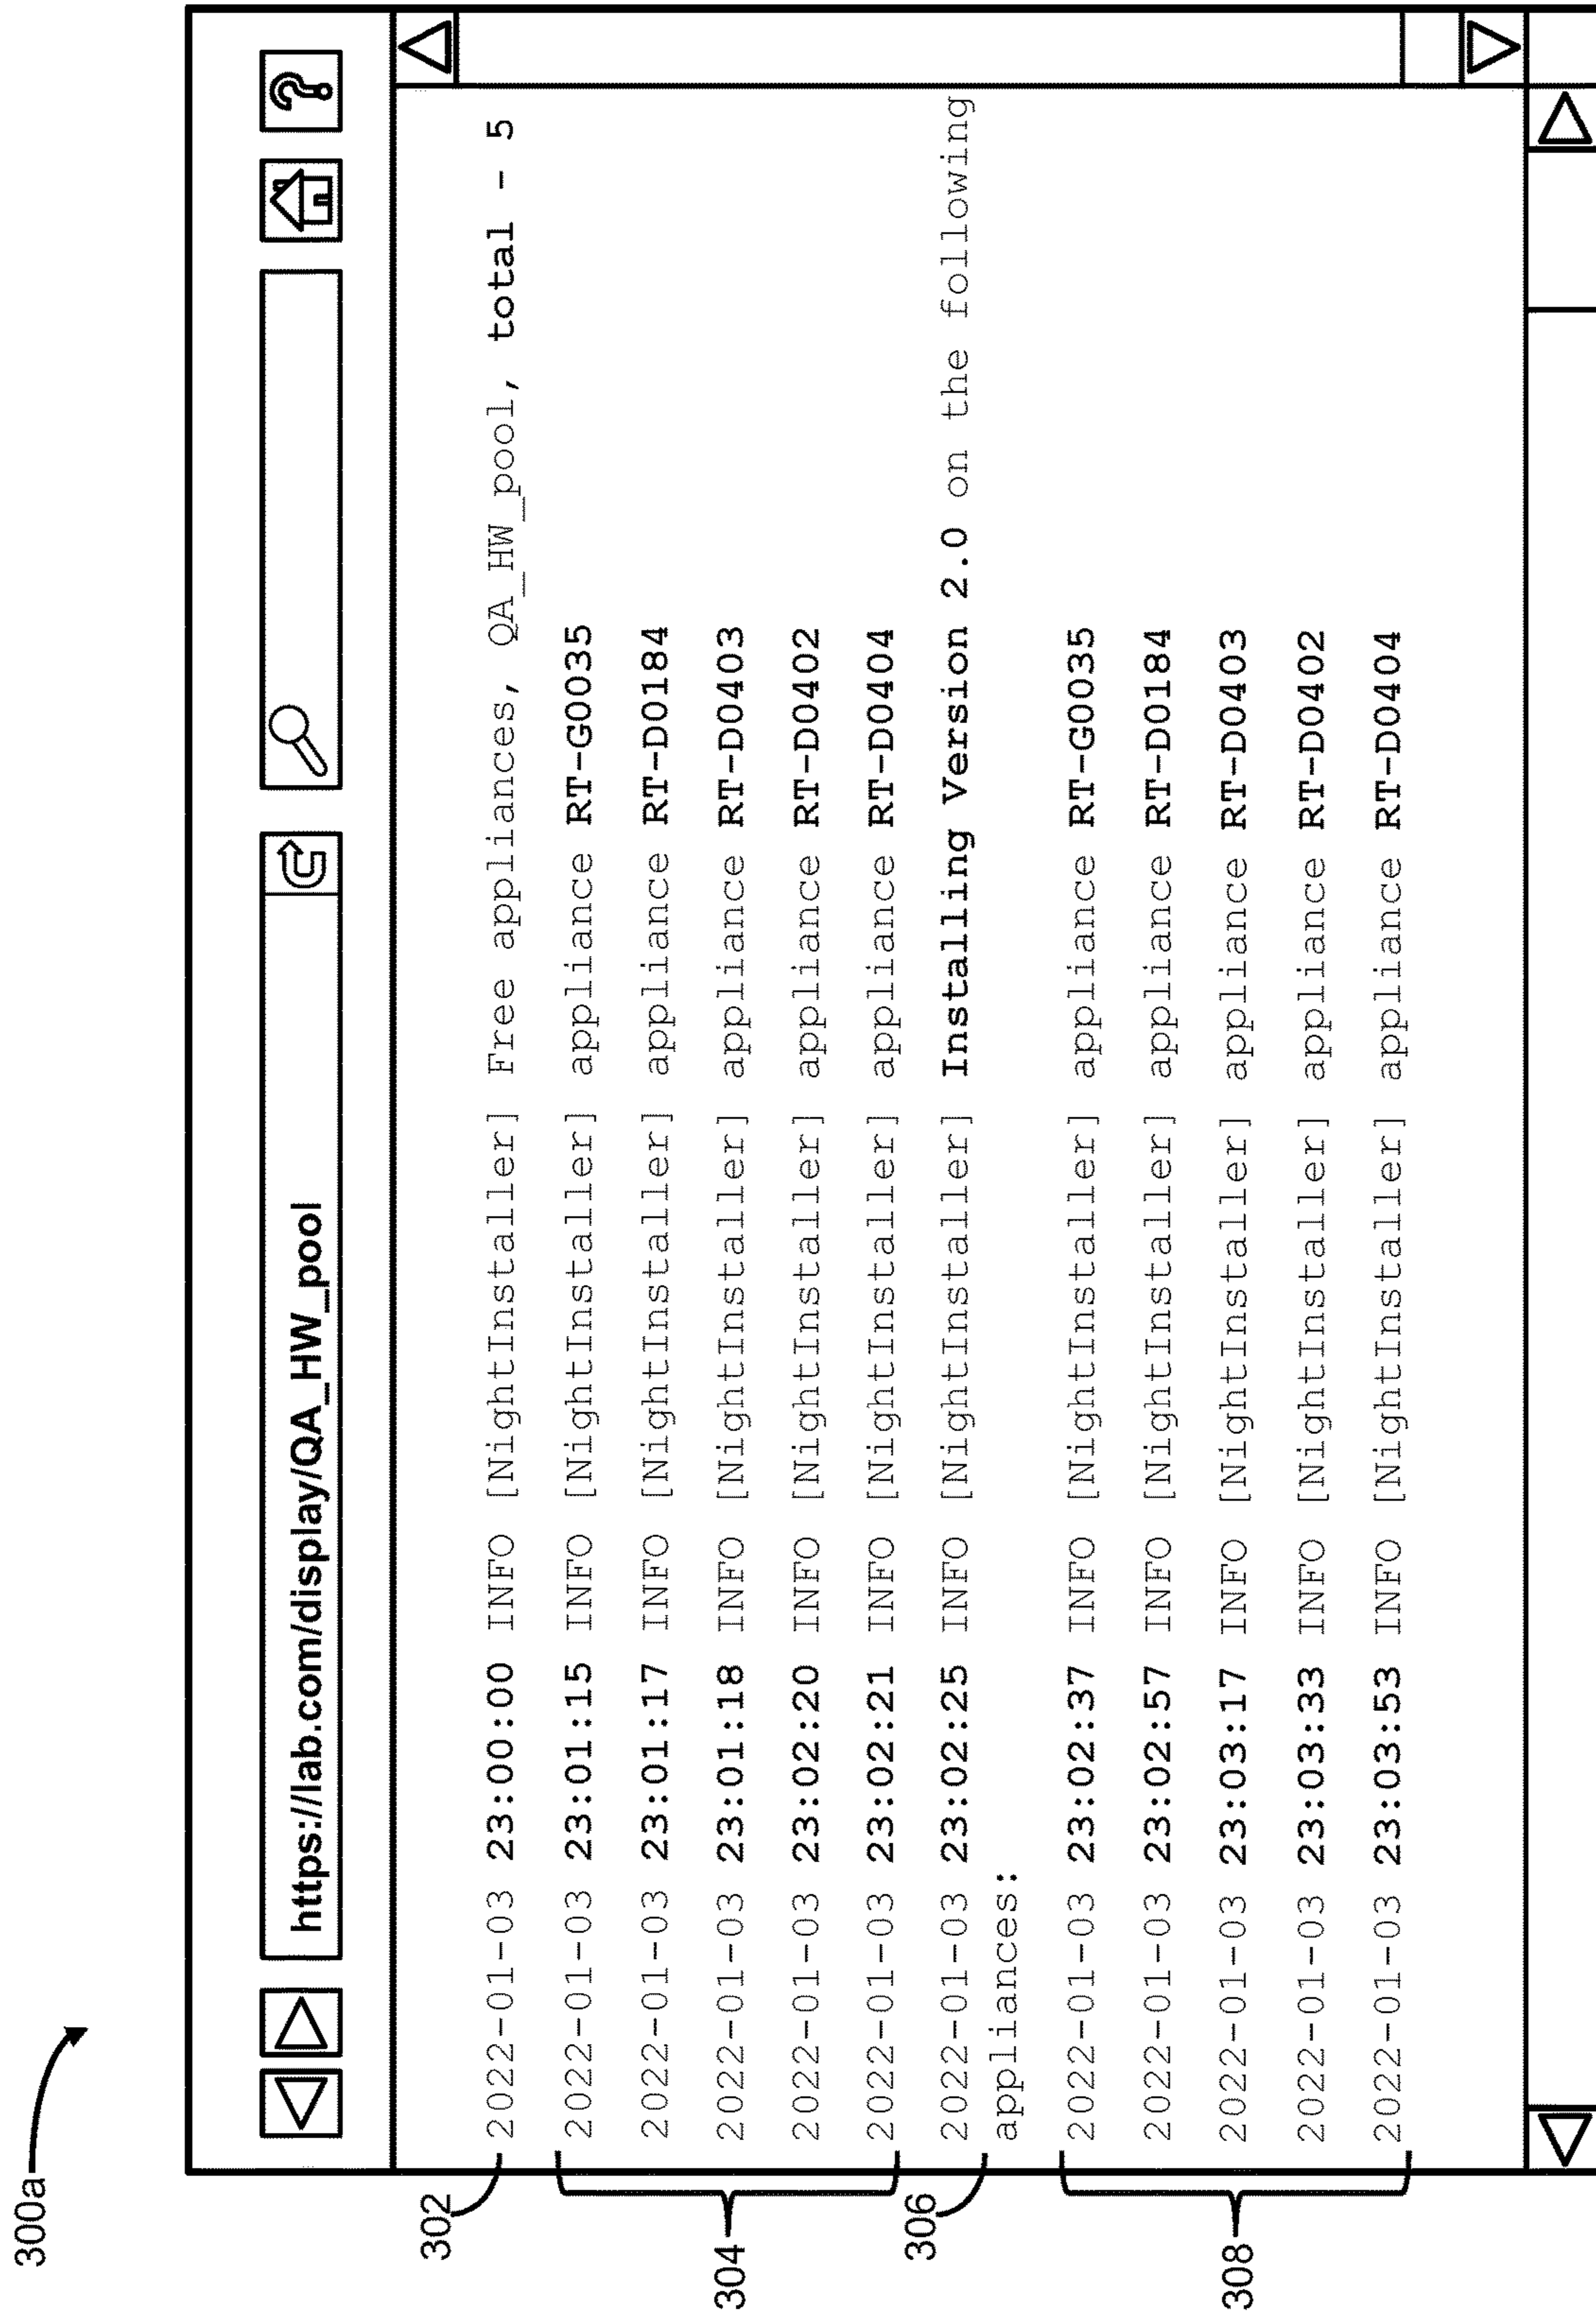 300a
https://lab.com/display/QA_HW_pool
?
302
2022-01-03 23:00:00 INFO [NightInstaller] Free appliances, QA_HW_pool, total - 5
304
2022-01-03 23:01:15 INFO [NightInstaller] appliance RT-G0035
2022-01-03 23:01:17 INFO [NightInstaller] appliance RT-D0184
2022-01-03 23:01:18 INFO [NightInstaller] appliance RT-D0403
2022-01-03 23:02:20 INFO [NightInstaller] appliance RT-D0402
2022-01-03 23:02:21 INFO [NightInstaller] appliance RT-D0404
306
2022-01-03 23:02:25 INFO [NightInstaller] Installing Version 2.0 on the following
appliances:
308
2022-01-03 23:02:37 INFO [NightInstaller] appliance RT-G0035
2022-01-03 23:02:57 INFO [NightInstaller] appliance RT-D0184
2022-01-03 23:03:17 INFO [NightInstaller] appliance RT-D0403
2022-01-03 23:03:33 INFO [NightInstaller] appliance RT-D0402
2022-01-03 23:03:53 INFO [NightInstaller] appliance RT-D0404